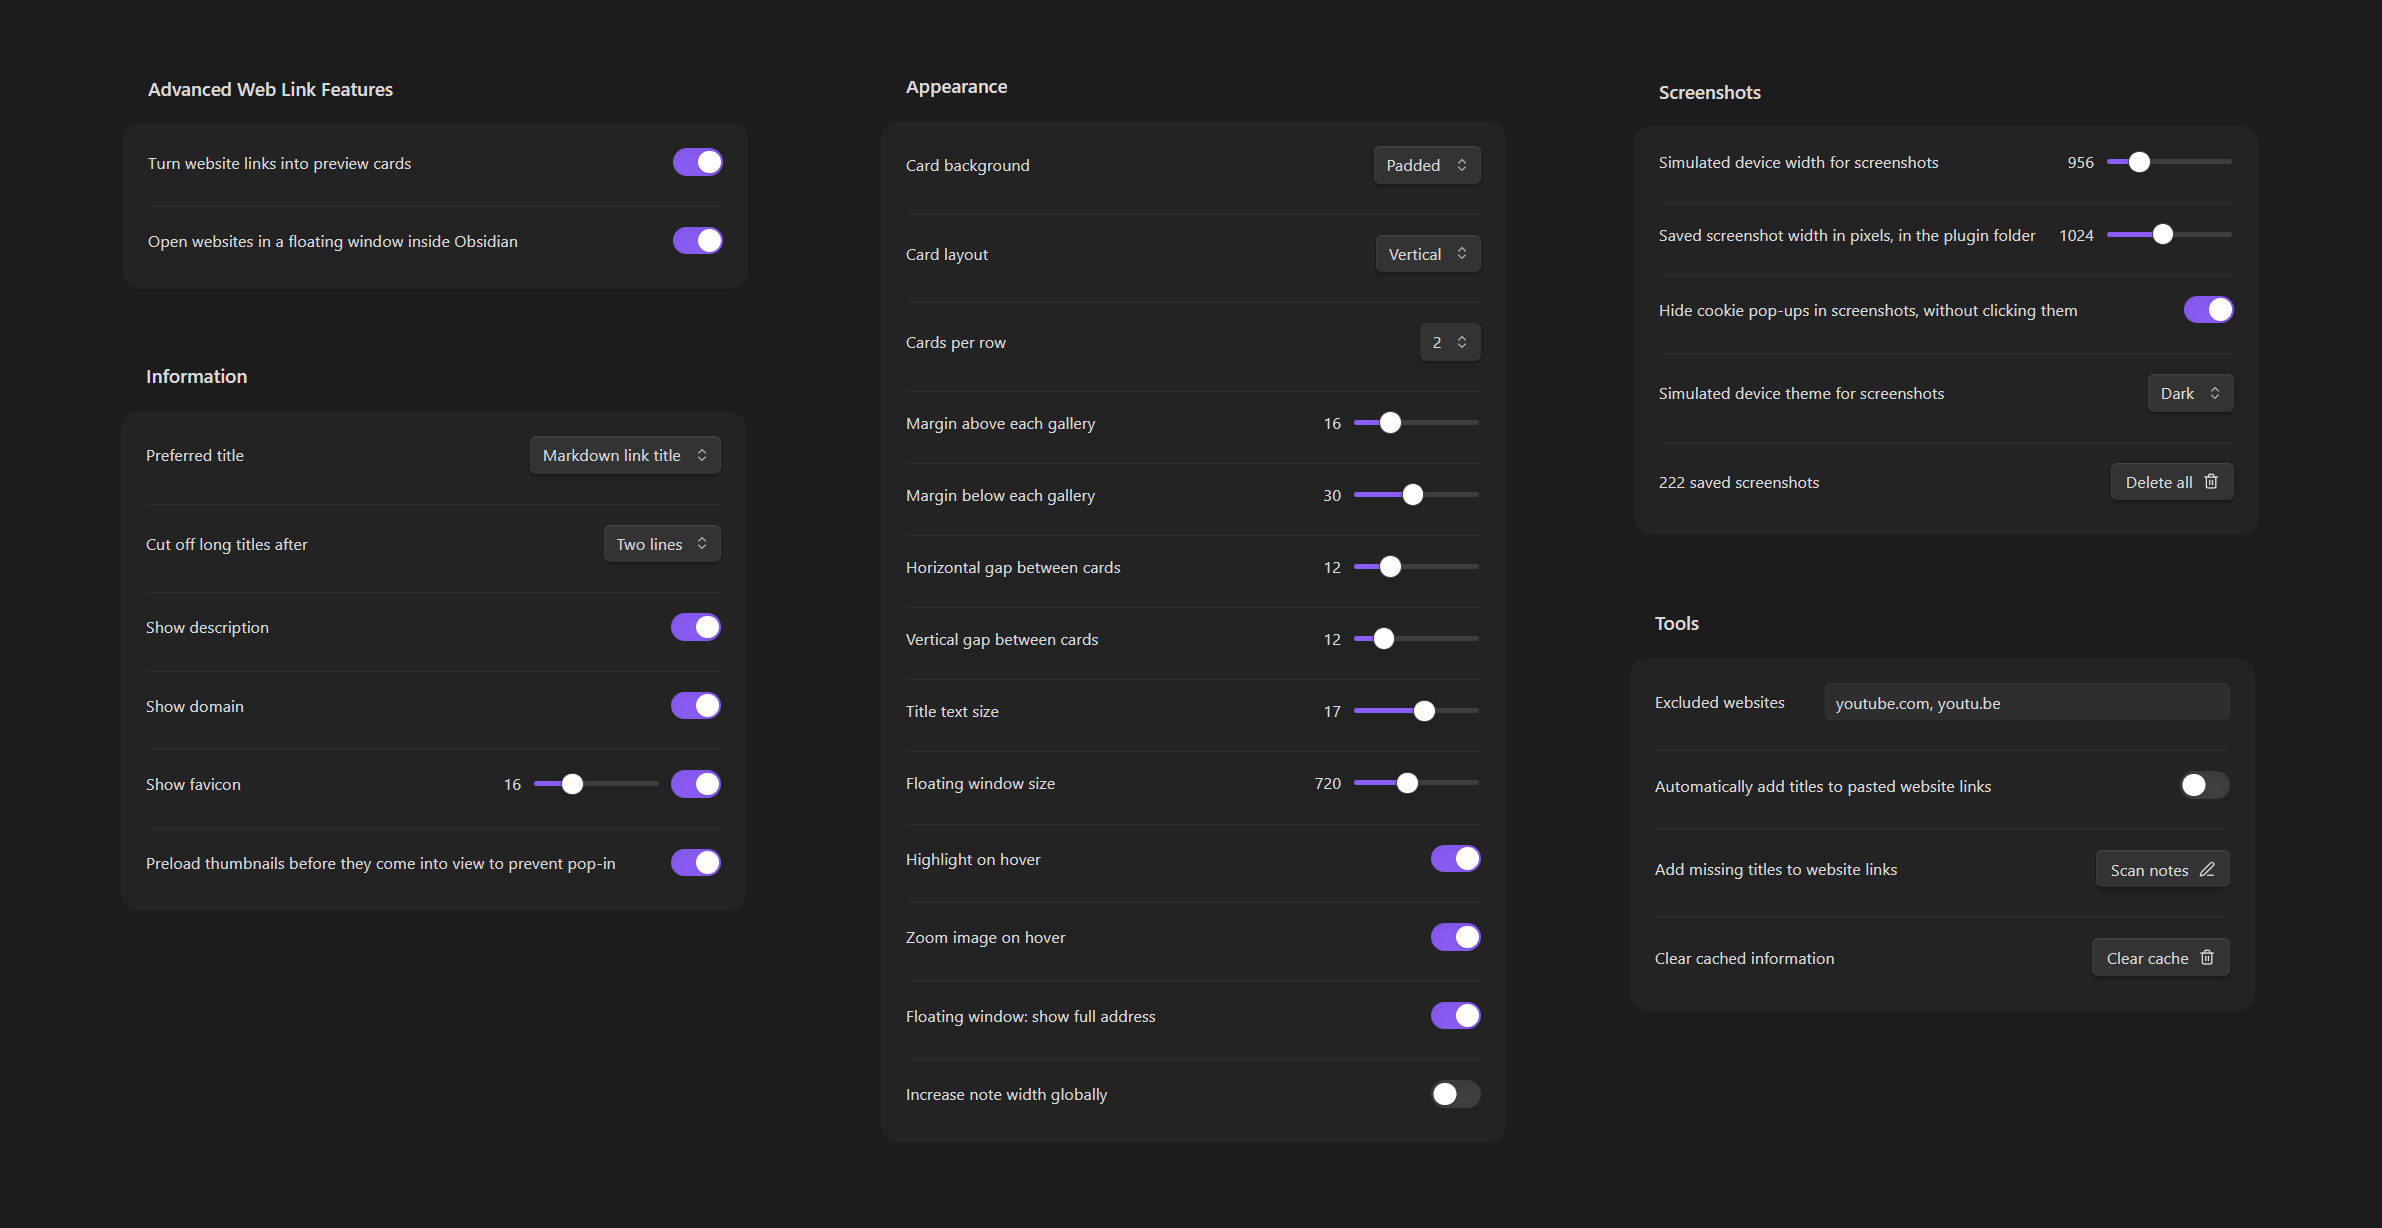 Advanced Web Link Features
Turn website links into preview cards
Open websites in a floating window inside Obsidian
Information
Preferred title Markdown link title
Cut off long titles after Two lines
Show description
Show domain
Show favicon 16
Preload thumbnails before they come into view to prevent pop-in
Appearance
Card background Padded
Card layout Vertical
Cards per row 2
Margin above each gallery 16
Margin below each gallery 30
Horizontal gap between cards 12
Vertical gap between cards 12
Title text size 17
Floating window size 720
Highlight on hover
Zoom image on hover
Floating window: show full address
Increase note width globally
Screenshots
Simulated device width for screenshots 956
Saved screenshot width in pixels, in the plugin folder 1024
Hide cookie pop-ups in screenshots, without clicking them
Simulated device theme for screenshots Dark
222 saved screenshots Delete all
Tools
Excluded websites youtube.com, youtu.be
Automatically add titles to pasted website links
Add missing titles to website links Scan notes
Clear cached information Clear cache